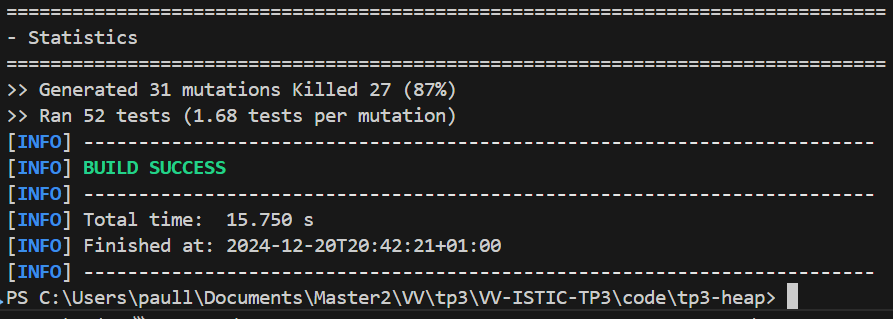 ================================================================================
- Statistics
================================================================================
>> Generated 31 mutations Killed 27 (87%)
>> Ran 52 tests (1.68 tests per mutation)
[INFO] ------------------------------------------------------------------------
[INFO] BUILD SUCCESS
[INFO] ------------------------------------------------------------------------
[INFO] Total time:  15.750 s
[INFO] Finished at: 2024-12-20T20:42:21+01:00
[INFO] ------------------------------------------------------------------------
PS C:\Users\paull\Documents\Master2\VV\tp3\VV-ISTIC-TP3\code\tp3-heap>